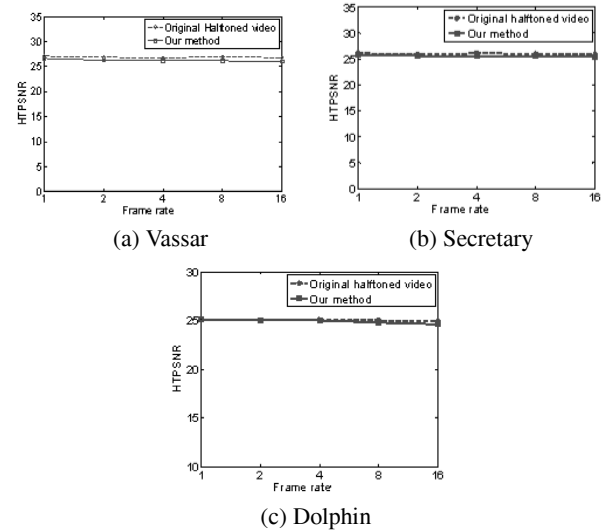 35
30
25
20
15
10
5
0
HTPSNR
Original Halftoned video
Our method
1 2 4 8 16
Frame rate
(a) Vassar
35
30
25
20
15
10
5
0
HTPSNR
Original halftoned video
Our method
1 2 4 8 16
Frame rate
(b) Secretary
30
25
20
15
10
HTPSNR
Original halftoned video
Our method
1 2 4 8 16
Frame rate
(c) Dolphin